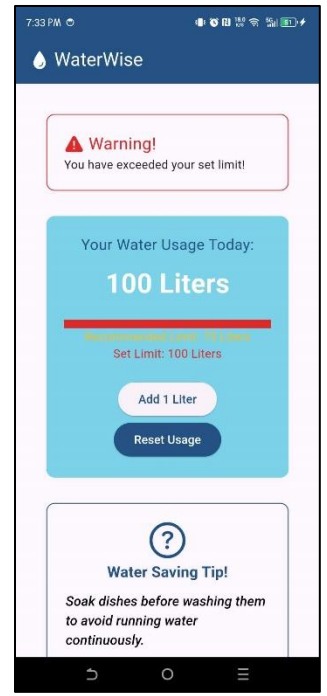 7:33 PM
WaterWise
Warning!
You have exceeded your set limit!
Your Water Usage Today:
100 Liters
Set Limit: 100 Liters
Add 1 Liter
Reset Usage
?
Water Saving Tip!
Soak dishes before washing them
to avoid running water
continuously.